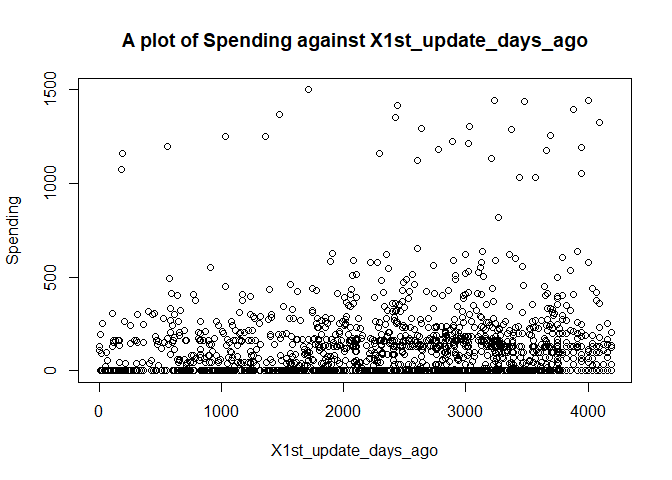 A plot of Spending against X1st_update_days_ago
1500
1000
500
0
Spending
0 1000 2000 3000 4000
X1st_update_days_ago